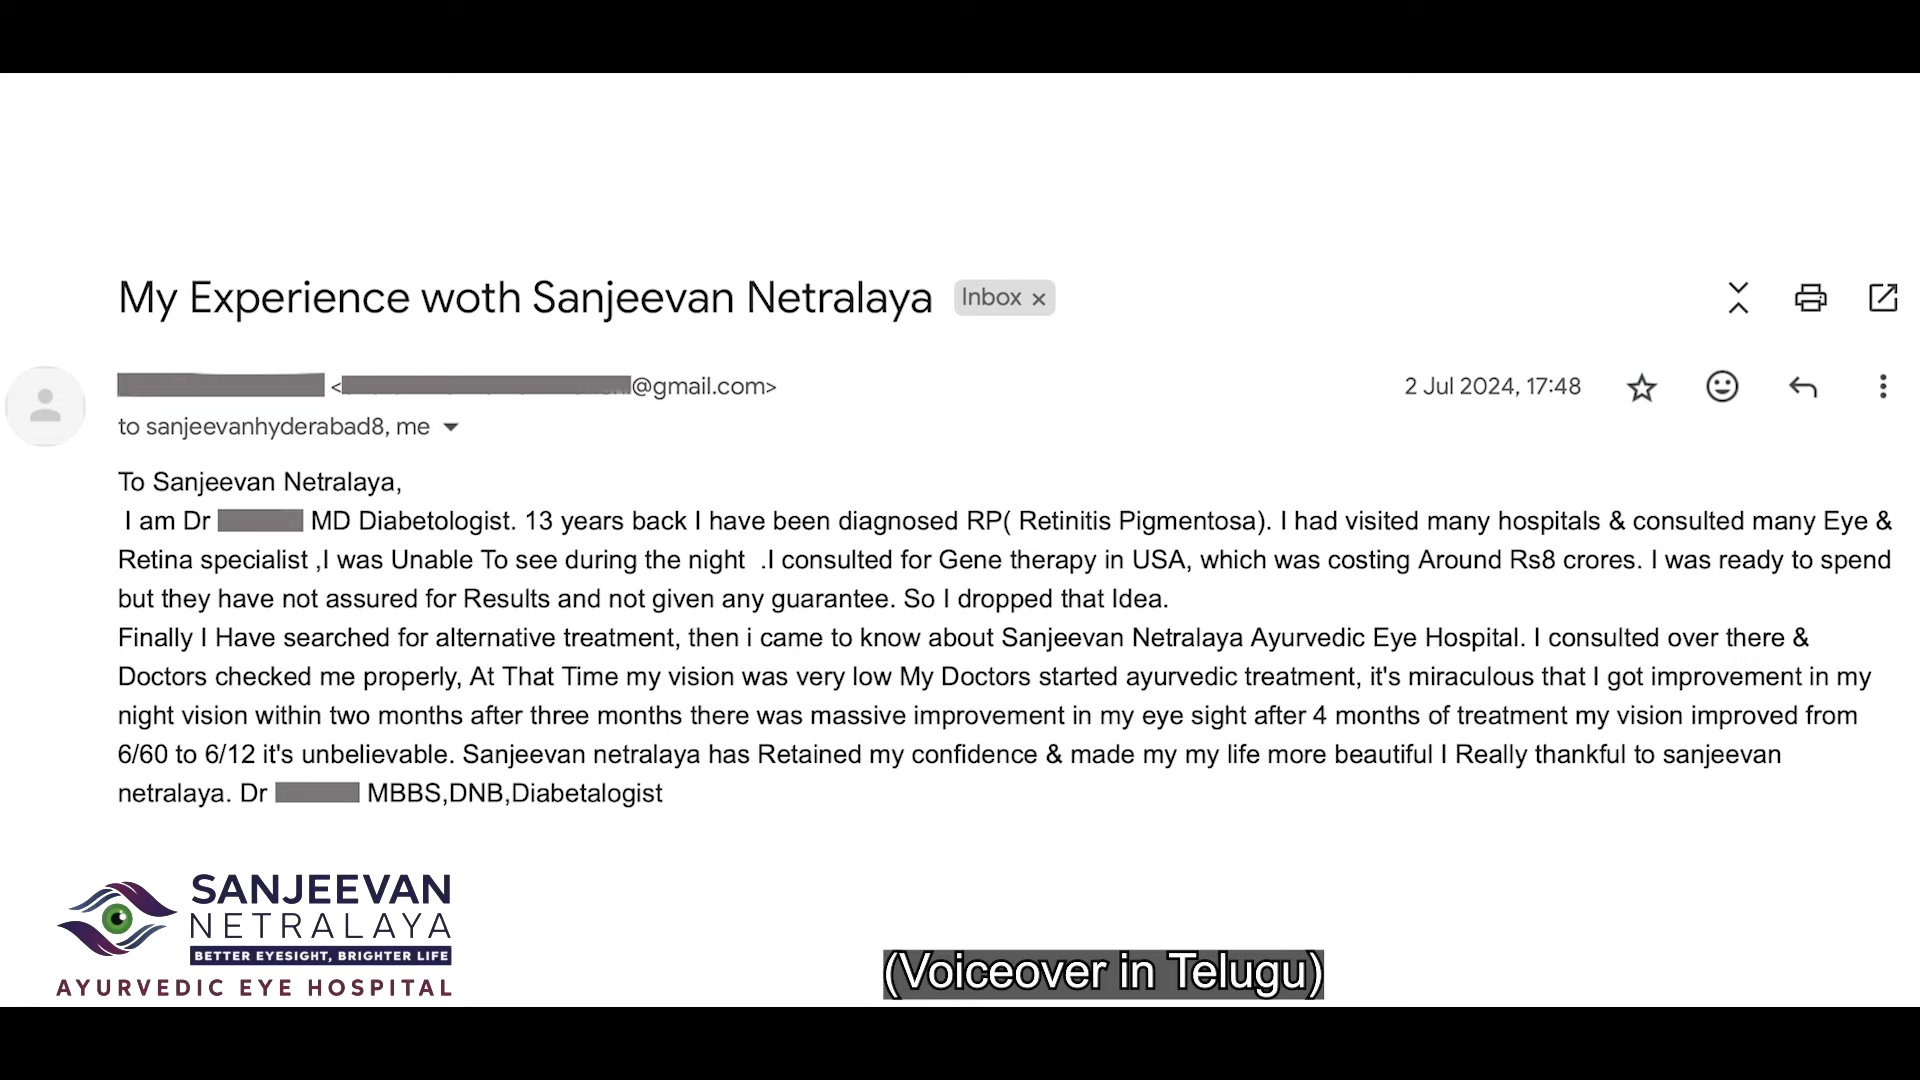 My Experience woth Sanjeevan Netralaya Inbox ×
<@gmail.com> 2 Jul 2024, 17:48
to sanjeevanhyderabad8, me
To Sanjeevan Netralaya,
I am Dr MD Diabetologist. 13 years back I have been diagnosed RP( Retinitis Pigmentosa). I had visited many hospitals & consulted many Eye &
Retina specialist ,I was Unable To see during the night .I consulted for Gene therapy in USA, which was costing Around Rs8 crores. I was ready to spend
but they have not assured for Results and not given any guarantee. So I dropped that Idea.
Finally I Have searched for alternative treatment, then i came to know about Sanjeevan Netralaya Ayurvedic Eye Hospital. I consulted over there &
Doctors checked me properly, At That Time my vision was very low My Doctors started ayurvedic treatment, it's miraculous that I got improvement in my
night vision within two months after three months there was massive improvement in my eye sight after 4 months of treatment my vision improved from
6/60 to 6/12 it's unbelievable. Sanjeevan netralaya has Retained my confidence & made my my life more beautiful I Really thankful to sanjeevan
netralaya. Dr MBBS,DNB,Diabetalogist
SANJEEVAN
NETRALAYA
BETTER EYESIGHT, BRIGHTER LIFE
AYURVEDIC EYE HOSPITAL
(Voiceover in Telugu)